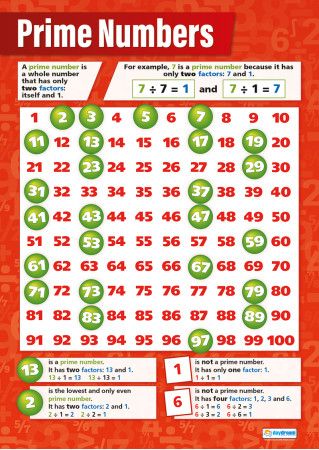 Prime Numbers
A prime number is
a whole number
that has only
two factors:
itself and 1.
For example, 7 is a prime number because it has
only two factors: 7 and 1.
7 ÷ 7 = 1 and 7 ÷ 1 = 7
1 2 3 4 5 6 7 8 9 10
11 12 13 14 15 16 17 18 19 20
21 22 23 24 25 26 27 28 29 30
31 32 33 34 35 36 37 38 39 40
41 42 43 44 45 46 47 48 49 50
51 52 53 54 55 56 57 58 59 60
61 62 63 64 65 66 67 68 69 70
71 72 73 74 75 76 77 78 79 80
81 82 83 84 85 86 87 88 89 90
91 92 93 94 95 96 97 98 99 100
13
is a prime number.
It has two factors: 13 and 1.
13 ÷ 1 = 13 13 ÷ 13 = 1
1
is not a prime number.
It has only one factor: 1.
1 ÷ 1 = 1
2
is the lowest and only even
prime number.
It has two factors: 2 and 1.
2 ÷ 1 = 2 2 ÷ 2 = 1
6
is not a prime number.
It has four factors: 1, 2, 3 and 6.
6 ÷ 1 = 6 6 ÷ 2 = 3
6 ÷ 3 = 2 6 ÷ 6 = 1
daydream